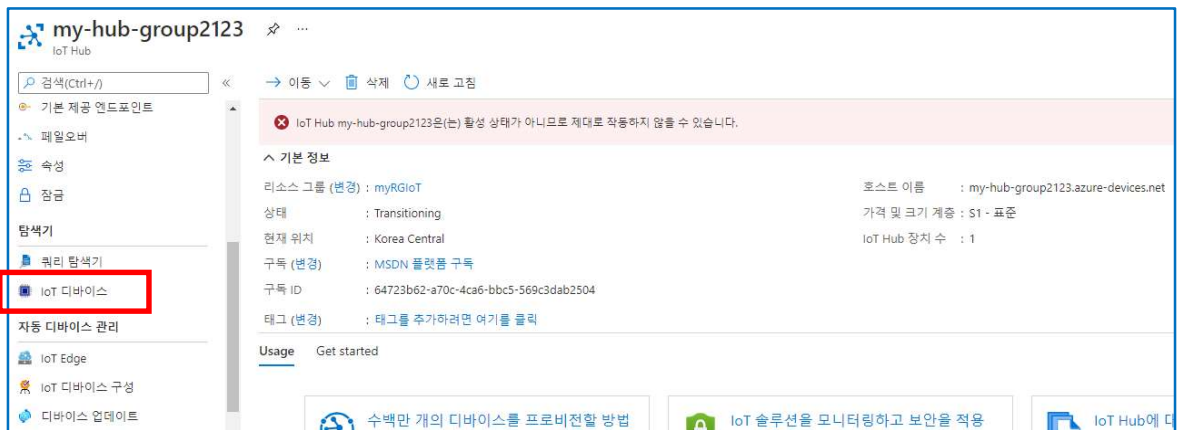 my-hub-group2123
IoT Hub
검색(Ctrl+/)
«
이동
삭제
새로 고침
기본 제공 엔드포인트
페일오버
속성
잠금
탐색기
쿼리 탐색기
IoT 디바이스
자동 디바이스 관리
IoT Edge
IoT 디바이스 구성
디바이스 업데이트
IoT Hub my-hub-group2123은(는) 활성 상태가 아니므로 제대로 작동하지 않을 수 있습니다.
기본 정보
리소스 그룹 (변경) : myRGIoT
상태 : Transitioning
현재 위치 : Korea Central
구독 (변경) : MSDN 플랫폼 구독
구독 ID : 64723b62-a70c-4ca6-bbc5-569c3dab2504
태그 (변경) : 태그를 추가하려면 여기를 클릭
호스트 이름 : my-hub-group2123.azure-devices.net
가격 및 크기 계층 : S1 - 표준
IoT Hub 장치 수 : 1
Usage Get started
수백만 개의 디바이스를 프로비전할 방법
IoT 솔루션을 모니터링하고 보안을 적용
IoT Hub에